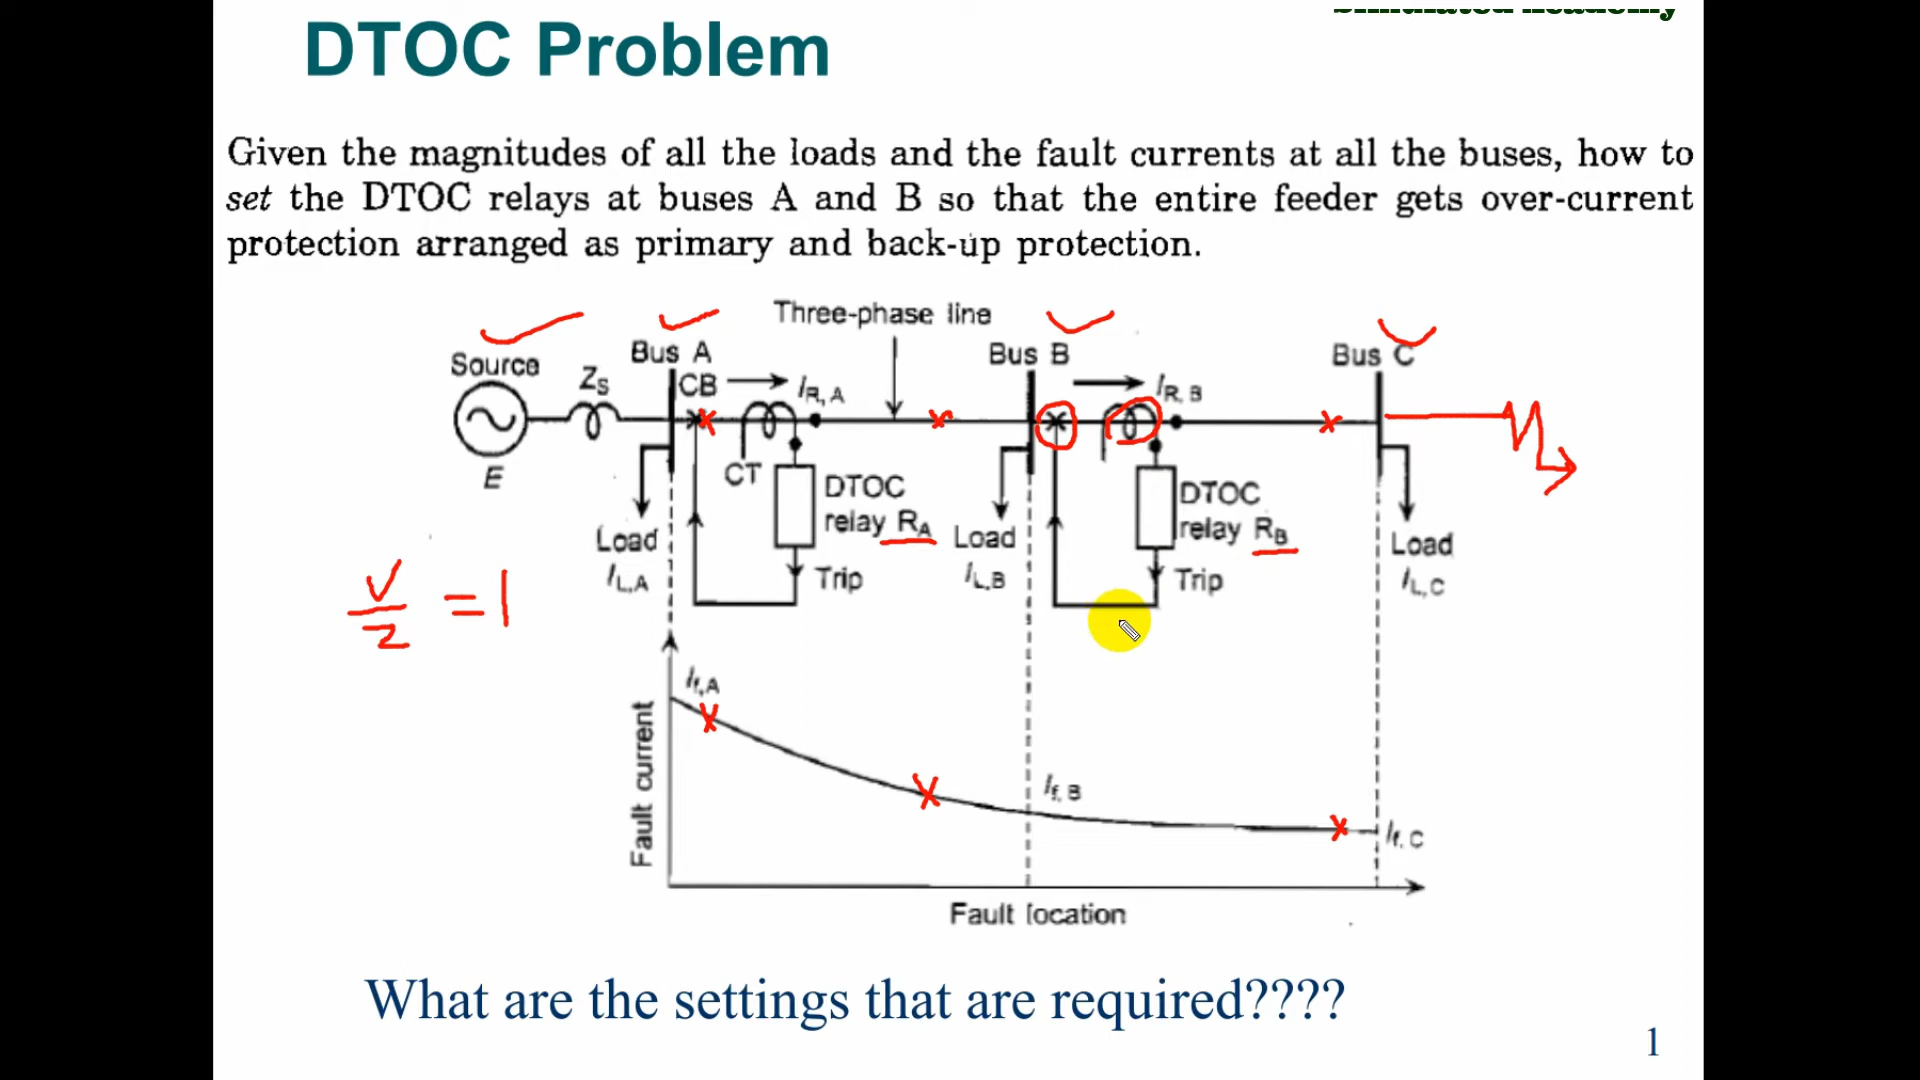 DTOC Problem
Given the magnitudes of all the loads and the fault currents at all the buses, how to
set the DTOC relays at buses A and B so that the entire feeder gets over-current
protection arranged as primary and back-up protection.
Three-phase line
Source
Bus A
Bus B
Bus C
Zs
CB
IR, A
IR, B
E
CT
DTOC
relay RA
DTOC
relay RB
Load
IL,A
Trip
Load
IL,B
Trip
Load
IL,C
V/Z = 1
If,A
If, B
If, C
Fault current
Fault location
What are the settings that are required????
1